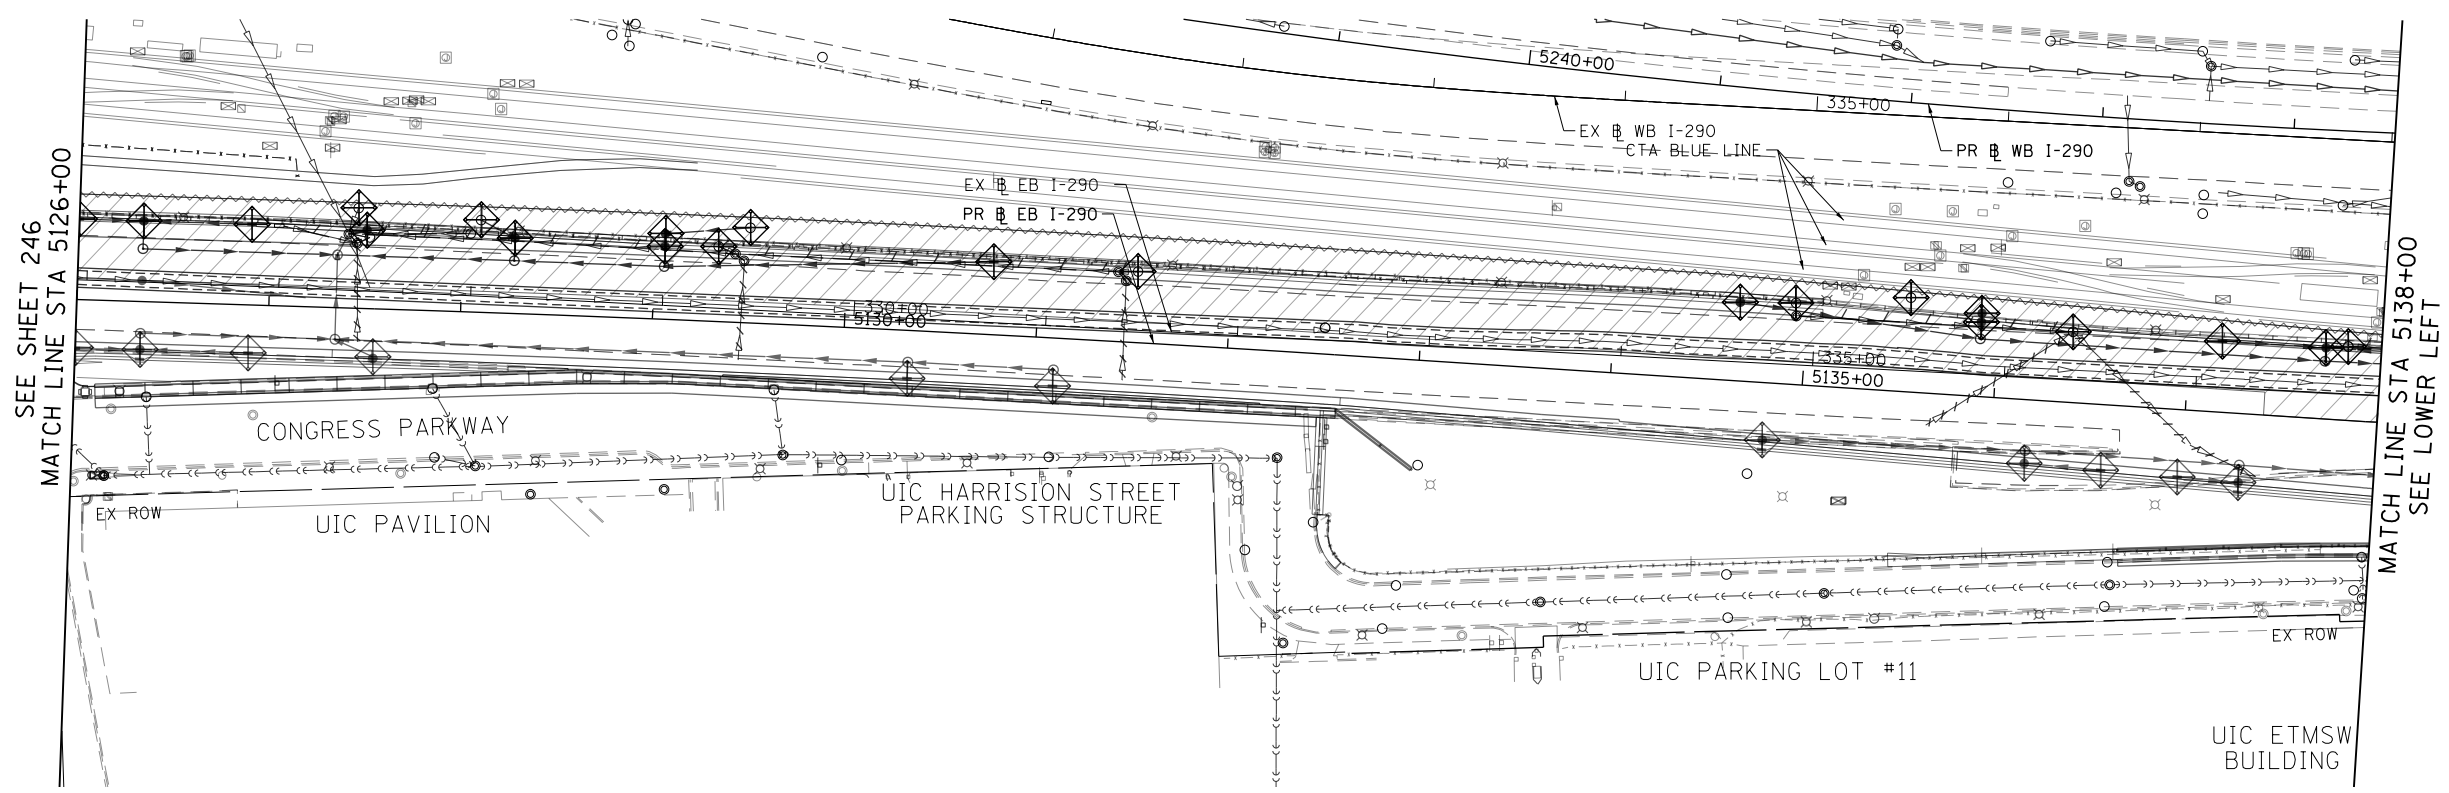 SEE SHEET 246
MATCH LINE STA 5126+00
5240+00
335+00
EX ℄ WB I-290
CTA BLUE LINE
PR ℄ WB I-290
EX ℄ EB I-290
PR ℄ EB I-290
330+00
5130+00
335+00
5135+00
CONGRESS PARKWAY
EX ROW
UIC PAVILION
UIC HARRISION STREET
PARKING STRUCTURE
EX ROW
UIC PARKING LOT #11
UIC ETMSW
BUILDING
MATCH LINE STA 5138+00
SEE LOWER LEFT